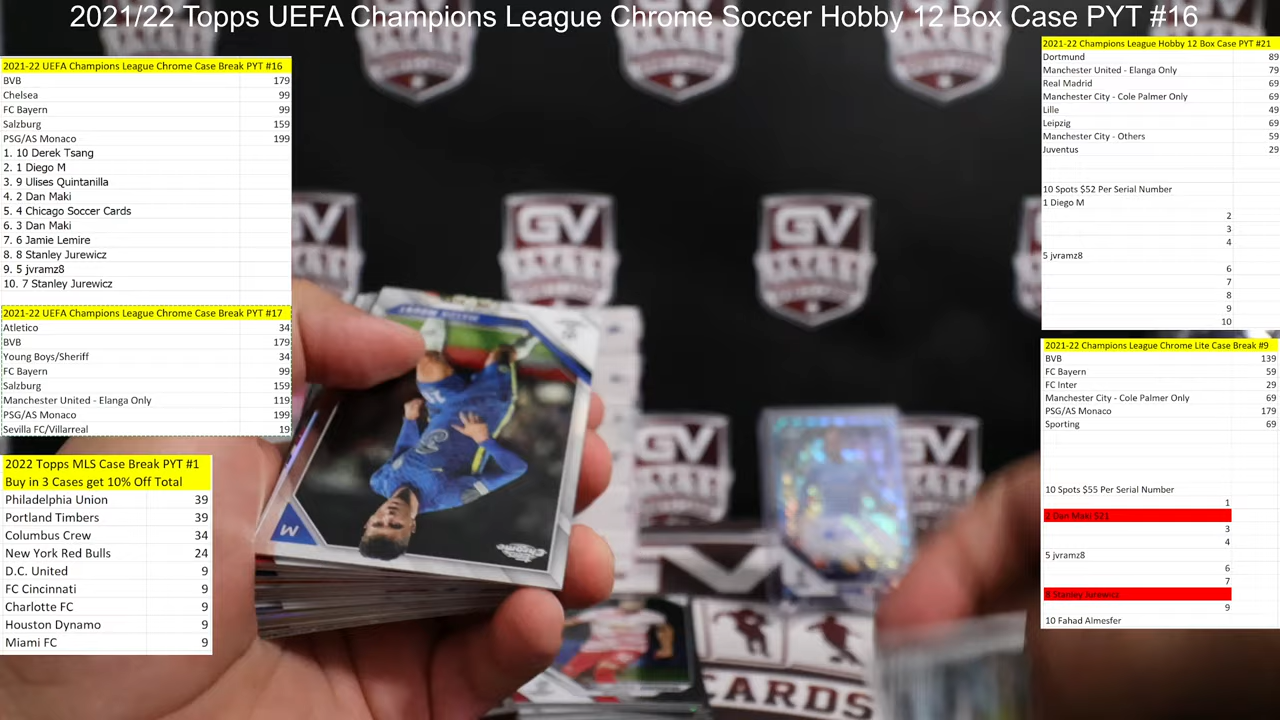 2021/22 Topps UEFA Champions League Chrome Soccer Hobby 12 Box Case PYT #16
2021-22 UEFA Champions League Chrome Case Break PYT #16
BVB 179
Chelsea 99
FC Bayern 99
Salzburg 159
PSG/AS Monaco 199
1. 10 Derek Tsang
2. 1 Diego M
3. 9 Ulises Quintanilla
4. 2 Dan Maki
5. 4 Chicago Soccer Cards
6. 3 Dan Maki
7. 6 Jamie Lemire
8. 8 Stanley Jurewicz
9. 5 jvramz8
10. 7 Stanley Jurewicz
2021-22 UEFA Champions League Chrome Case Break PYT #17
Atletico 34
BVB 179
Young Boys/Sheriff 34
FC Bayern 99
Salzburg 159
Manchester United - Elanga Only 119
PSG/AS Monaco 199
Sevilla FC/Villarreal 19
2022 Topps MLS Case Break PYT #1
Buy in 3 Cases get 10% Off Total
Philadelphia Union 39
Portland Timbers 39
Columbus Crew 34
New York Red Bulls 24
D.C. United 9
FC Cincinnati 9
Charlotte FC 9
Houston Dynamo 9
Miami FC 9
2021-22 Champions League Hobby 12 Box Case PYT #21
Dortmund 89
Manchester United - Elanga Only 79
Real Madrid 69
Manchester City - Cole Palmer Only 69
Lille 49
Leipzig 69
Manchester City - Others 59
Juventus 29
10 Spots $52 Per Serial Number
1 Diego M
2
3
4
5 jvramz8
6
7
8
9
10
2021-22 Champions League Chrome Lite Case Break #9
BVB 139
FC Bayern 59
FC Inter 29
Manchester City - Cole Palmer Only 69
PSG/AS Monaco 179
Sporting 69
10 Spots $55 Per Serial Number
1
2 Dan Maki 521
3
4
5 jvramz8
6
7
8 Stanley Jurewicz
9
10 Fahad Almesfer
GV
GV
GV
GV
CARDS
M
Chrome